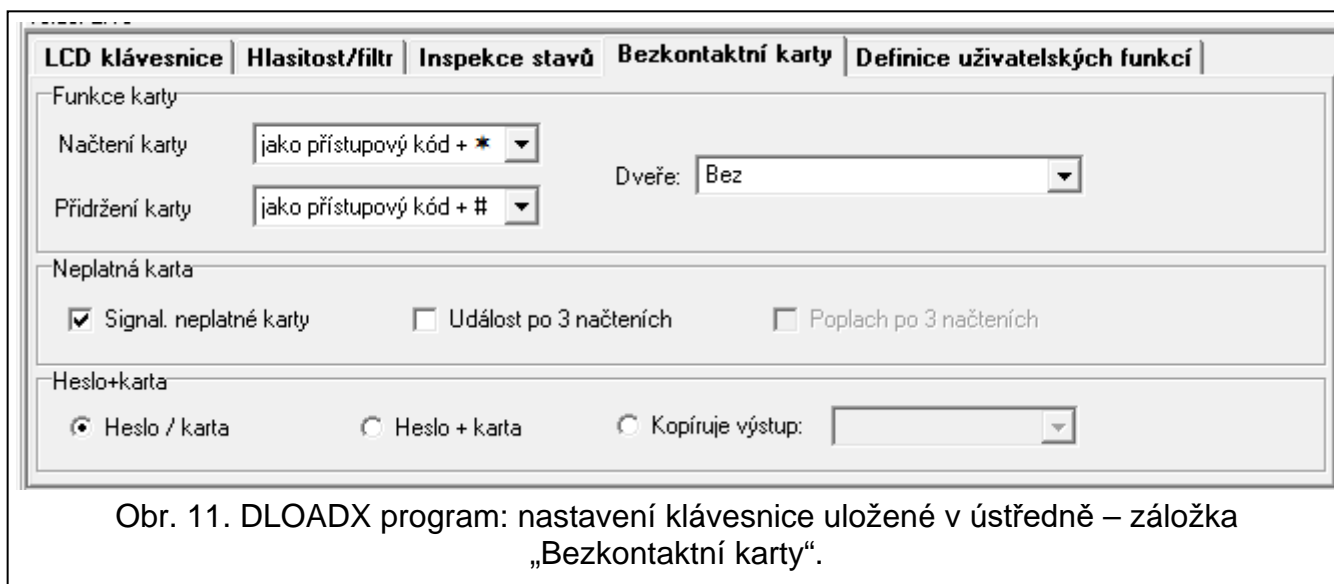 LCD klávesnice Hlasitost/filtr Inspekce stavů Bezkontaktní karty Definice uživatelských funkcí
Funkce karty
Načtení karty jako přístupový kód + *
Dveře: Bez
Přidržení karty jako přístupový kód + #
Neplatná karta
Signal. neplatné karty Událost po 3 načteních Poplach po 3 načteních
Heslo+karta
Heslo / karta Heslo + karta Kopíruje výstup:
Obr. 11. DLOADX program: nastavení klávesnice uložené v ústředně – záložka
„Bezkontaktní karty“.